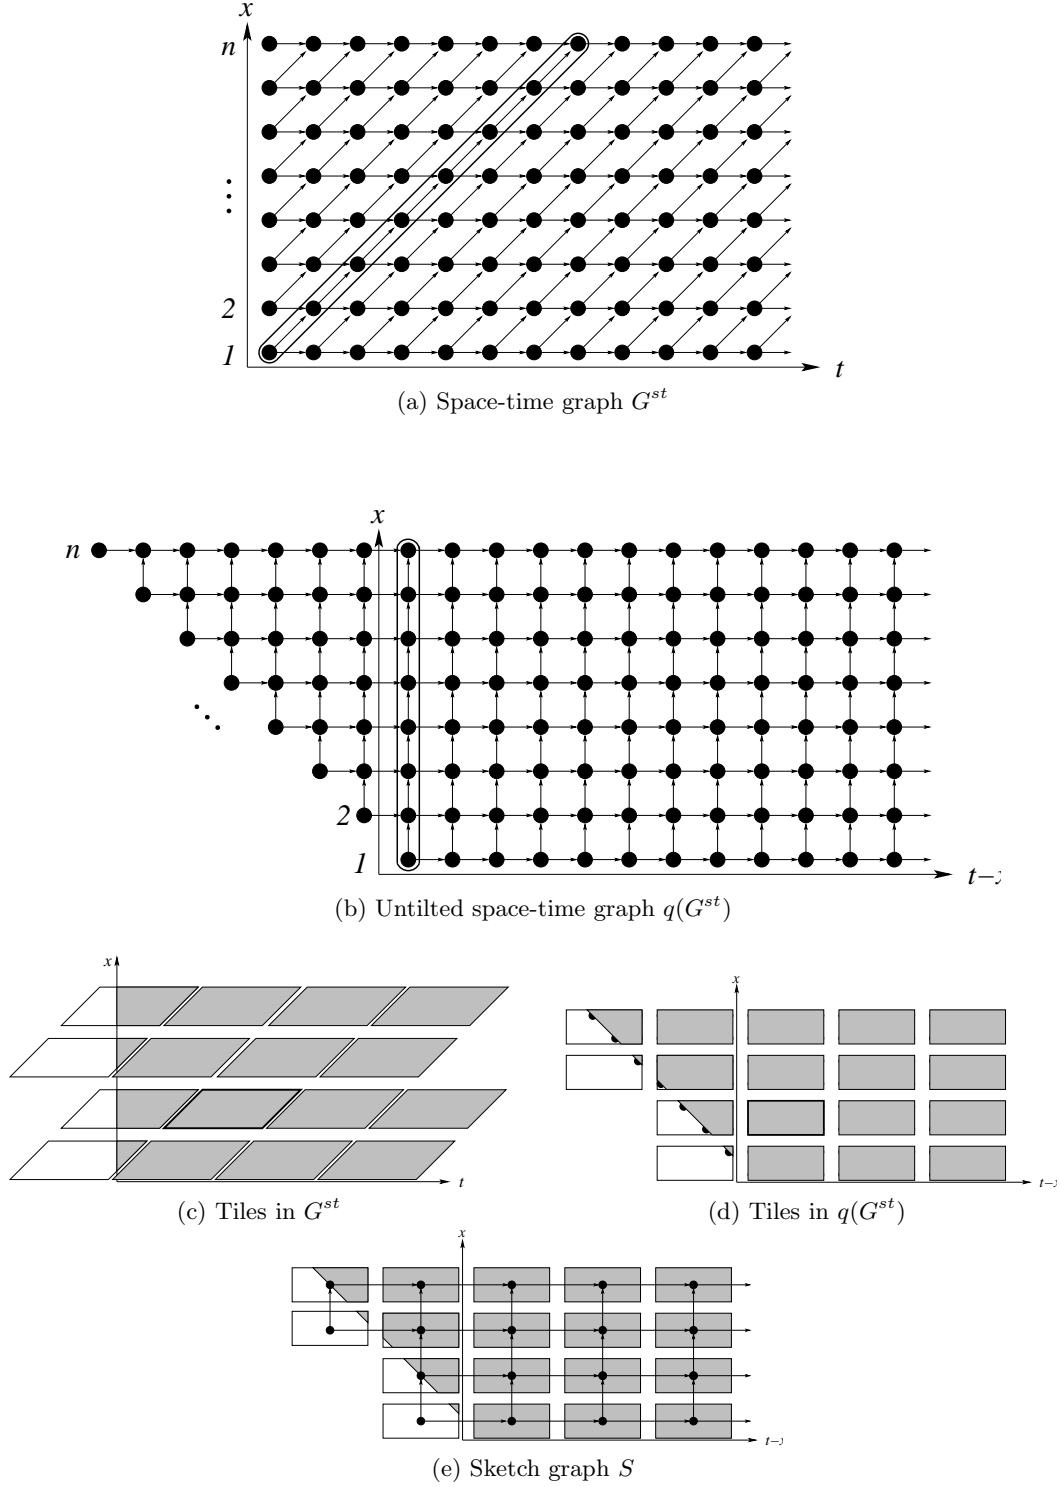 x
n
⋮
2
1
t
(a) Space-time graph G^{st}
x
n
⋱
2
1
t−x
(b) Untilted space-time graph q(G^{st})
x
t
(c) Tiles in G^{st}
x
t−x
(d) Tiles in q(G^{st})
x
t−x
(e) Sketch graph S